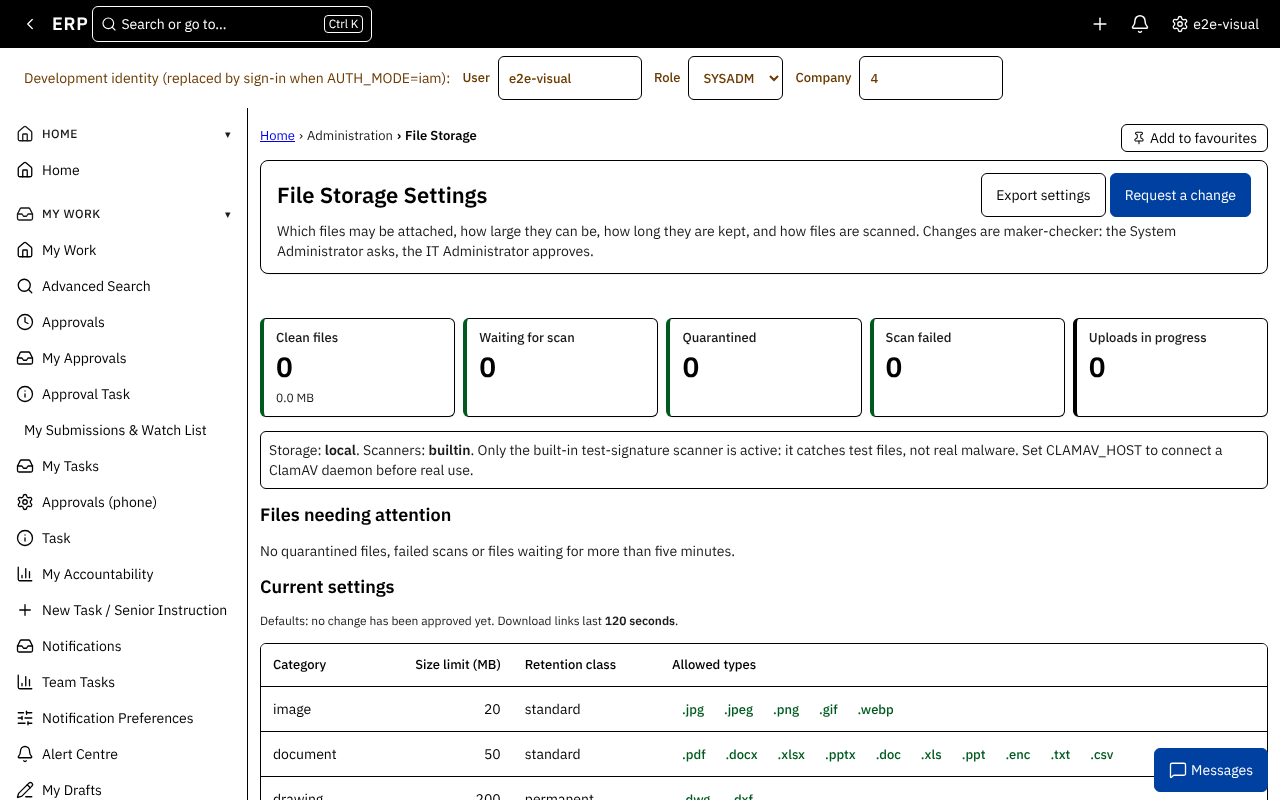 ERP
Search or go to...
Ctrl K
e2e-visual
Development identity (replaced by sign-in when AUTH_MODE=iam):
User
e2e-visual
Role
SYSADM
Company
4
HOME
Home
MY WORK
My Work
Advanced Search
Approvals
My Approvals
Approval Task
My Submissions & Watch List
My Tasks
Approvals (phone)
Task
My Accountability
New Task / Senior Instruction
Notifications
Team Tasks
Notification Preferences
Alert Centre
My Drafts
Home › Administration › File Storage
Add to favourites
File Storage Settings
Export settings
Request a change
Which files may be attached, how large they can be, how long they are kept, and how files are scanned. Changes are maker-checker: the System
Administrator asks, the IT Administrator approves.
Clean files
0
0.0 MB
Waiting for scan
0
Quarantined
0
Scan failed
0
Uploads in progress
0
Storage: local. Scanners: builtin. Only the built-in test-signature scanner is active: it catches test files, not real malware. Set CLAMAV_HOST to connect a
ClamAV daemon before real use.
Files needing attention
No quarantined files, failed scans or files waiting for more than five minutes.
Current settings
Defaults: no change has been approved yet. Download links last 120 seconds.
Category Size limit (MB) Retention class Allowed types
image 20 standard .jpg .jpeg .png .gif .webp
document 50 standard .pdf .docx .xlsx .pptx .doc .xls .ppt .enc .txt .csv
drawing 200 permanent .dwg .dxf
Messages